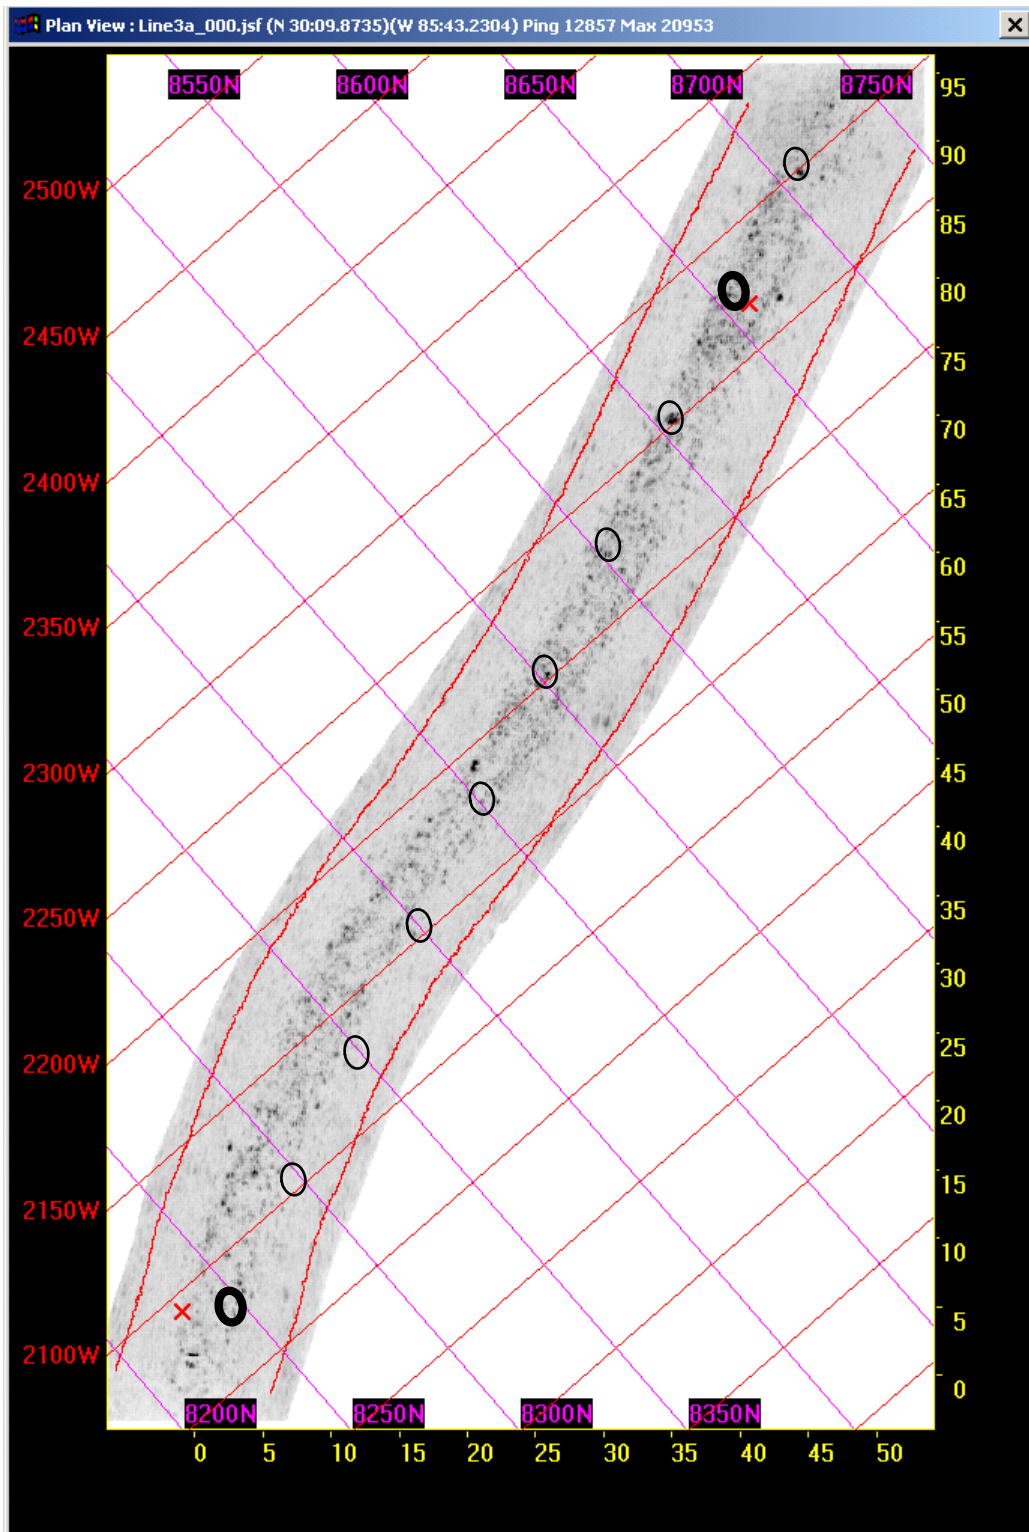 Plan View : Line3a_000.jsf (N 30:09.8735)(W 85:43.2304) Ping 12857 Max 20953
8550N 8600N 8650N 8700N 8750N
95
90
2500W
85
80
2450W
75
70
2400W
65
60
2350W
55
50
2300W
45
40
2250W
35
30
2200W
25
20
2150W
15
10
5
2100W
0
8200N 8250N 8300N 8350N
0 5 10 15 20 25 30 35 40 45 50